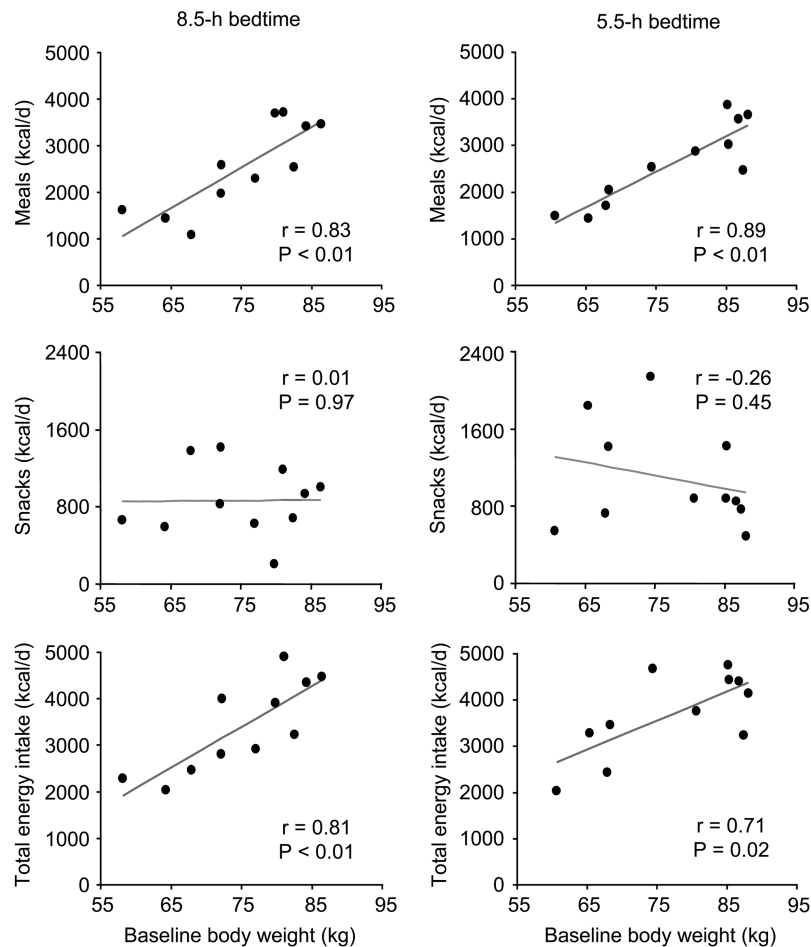 8.5-h bedtime
5.5-h bedtime
Meals (kcal/d)
5000
4000
3000
2000
1000
0
r = 0.83
P < 0.01
55 65 75 85 95
Meals (kcal/d)
5000
4000
3000
2000
1000
0
r = 0.89
P < 0.01
55 65 75 85 95
Snacks (kcal/d)
2400
1600
800
0
r = 0.01
P = 0.97
55 65 75 85 95
Snacks (kcal/d)
2400
1600
800
0
r = -0.26
P = 0.45
55 65 75 85 95
Total energy intake (kcal/d)
5000
4000
3000
2000
1000
0
r = 0.81
P < 0.01
55 65 75 85 95
Baseline body weight (kg)
Total energy intake (kcal/d)
5000
4000
3000
2000
1000
0
r = 0.71
P = 0.02
55 65 75 85 95
Baseline body weight (kg)